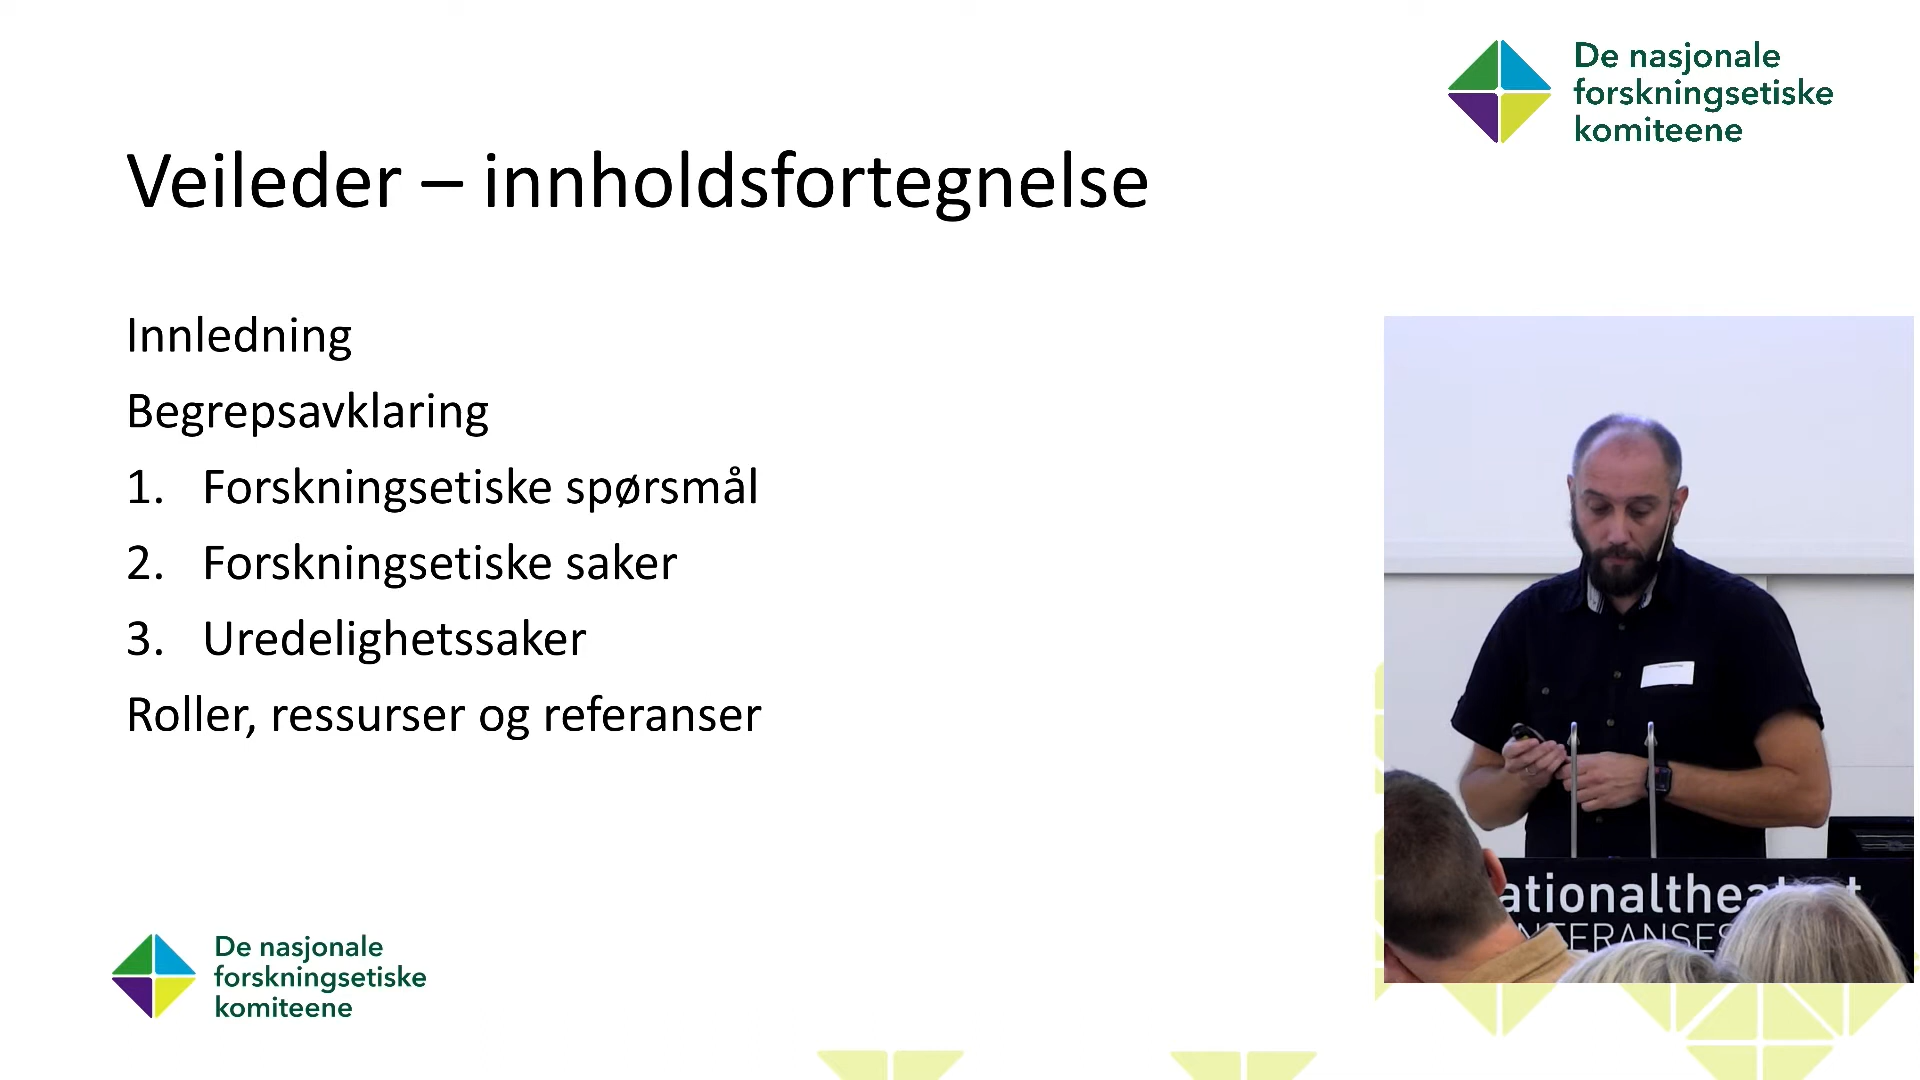 De nasjonale
forskningsetiske
komiteene
Veileder – innholdsfortegnelse
Innledning
Begrepsavklaring
1. Forskningsetiske spørsmål
2. Forskningsetiske saker
3. Uredelighetssaker
Roller, ressurser og referanser
De nasjonale
forskningsetiske
komiteene